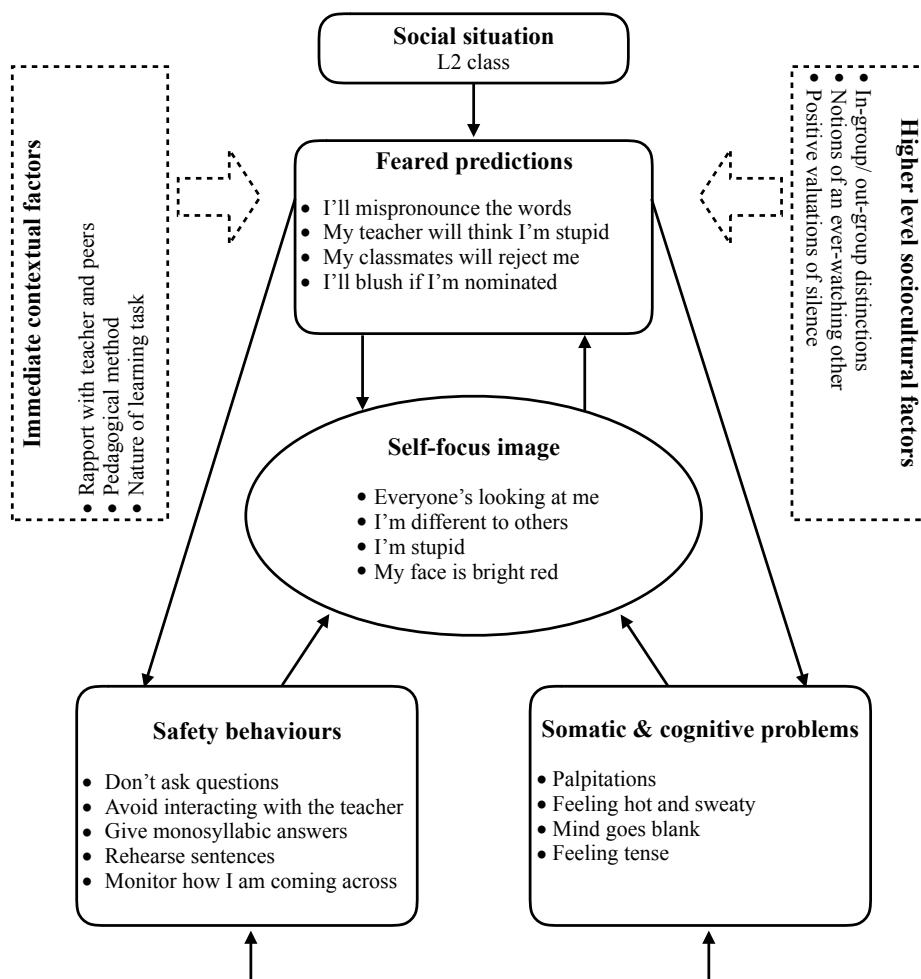 Social situation
L2 class
Immediate contextual factors
• Rapport with teacher and peers
• Pedagogical method
• Nature of learning task
Feared predictions
• I'll mispronounce the words
• My teacher will think I'm stupid
• My classmates will reject me
• I'll blush if I'm nominated
Higher level sociocultural factors
• In-group/ out-group distinctions
• Notions of an ever-watching other
• Positive valuations of silence
Self-focus image
• Everyone's looking at me
• I'm different to others
• I'm stupid
• My face is bright red
Safety behaviours
• Don't ask questions
• Avoid interacting with the teacher
• Give monosyllabic answers
• Rehearse sentences
• Monitor how I am coming across
Somatic & cognitive problems
• Palpitations
• Feeling hot and sweaty
• Mind goes blank
• Feeling tense